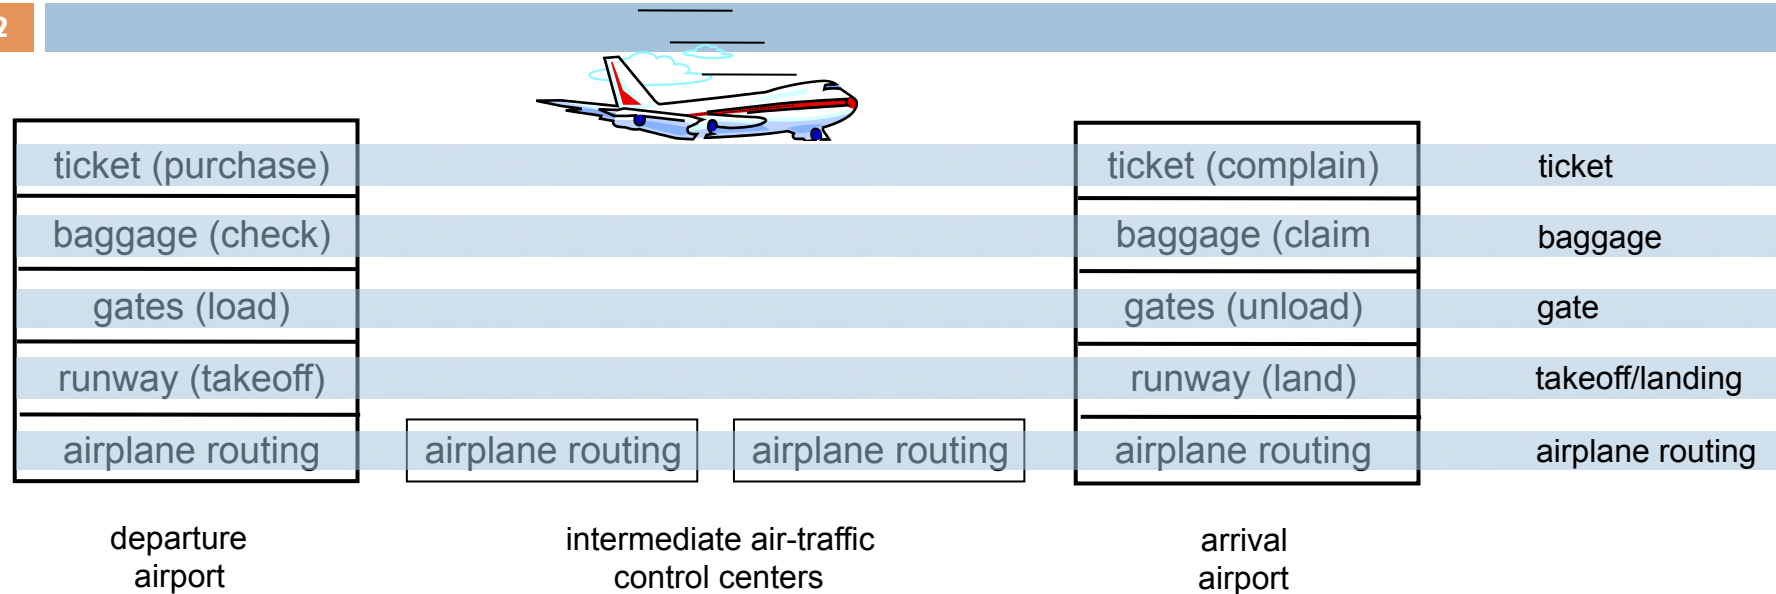 2
ticket (purchase) ticket (complain) ticket
baggage (check) baggage (claim baggage
gates (load) gates (unload) gate
runway (takeoff) runway (land) takeoff/landing
airplane routing airplane routing airplane routing airplane routing airplane routing
departure
airport
intermediate air-traffic
control centers
arrival
airport